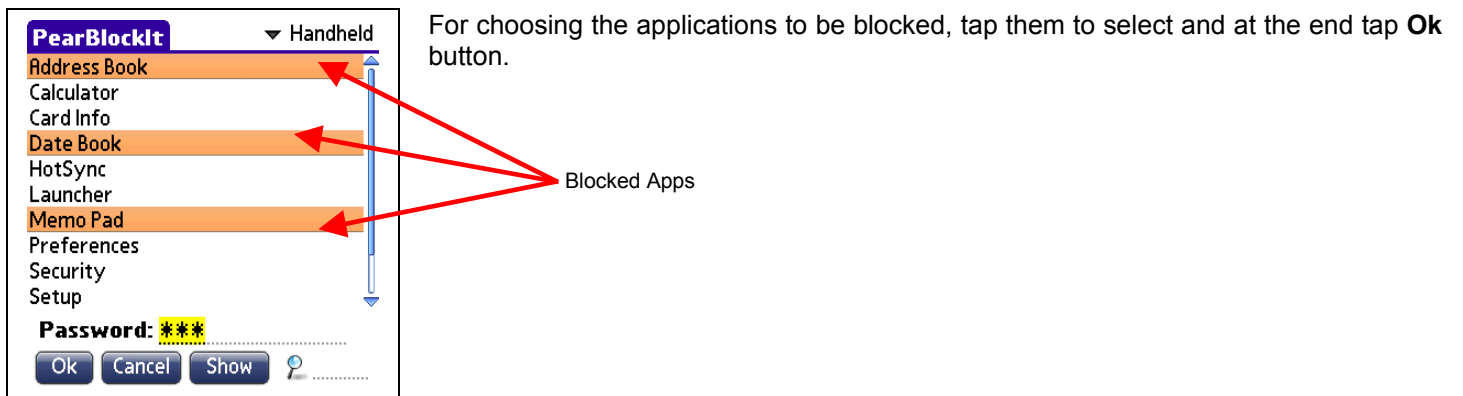 PearBlockIt
Handheld
Address Book
Calculator
Card Info
Date Book
HotSync
Launcher
Memo Pad
Preferences
Security
Setup
Password: ***
Ok Cancel Show
For choosing the applications to be blocked, tap them to select and at the end tap Ok
button.
Blocked Apps